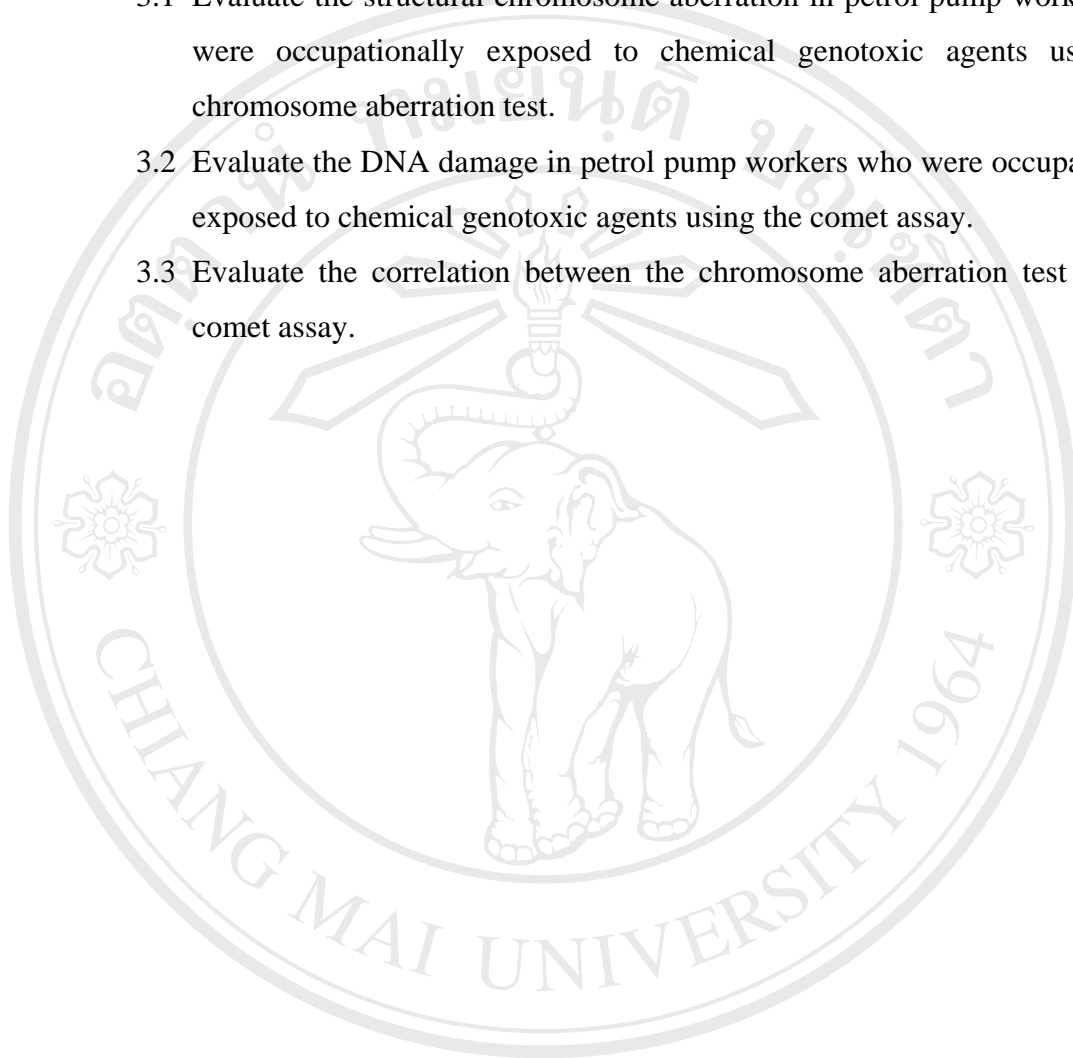 3.1 Evaluate the structural chromosome aberration in petrol pump
were occupationally exposed to chemical genotoxic agents
chromosome aberration test.
3.2 Evaluate the DNA damage in petrol pump workers who were
exposed to chemical genotoxic agents using the comet assay.
3.3 Evaluate the correlation between the chromosome aberration test
comet assay.
CHIANG MAI UNIVERSITY 1964